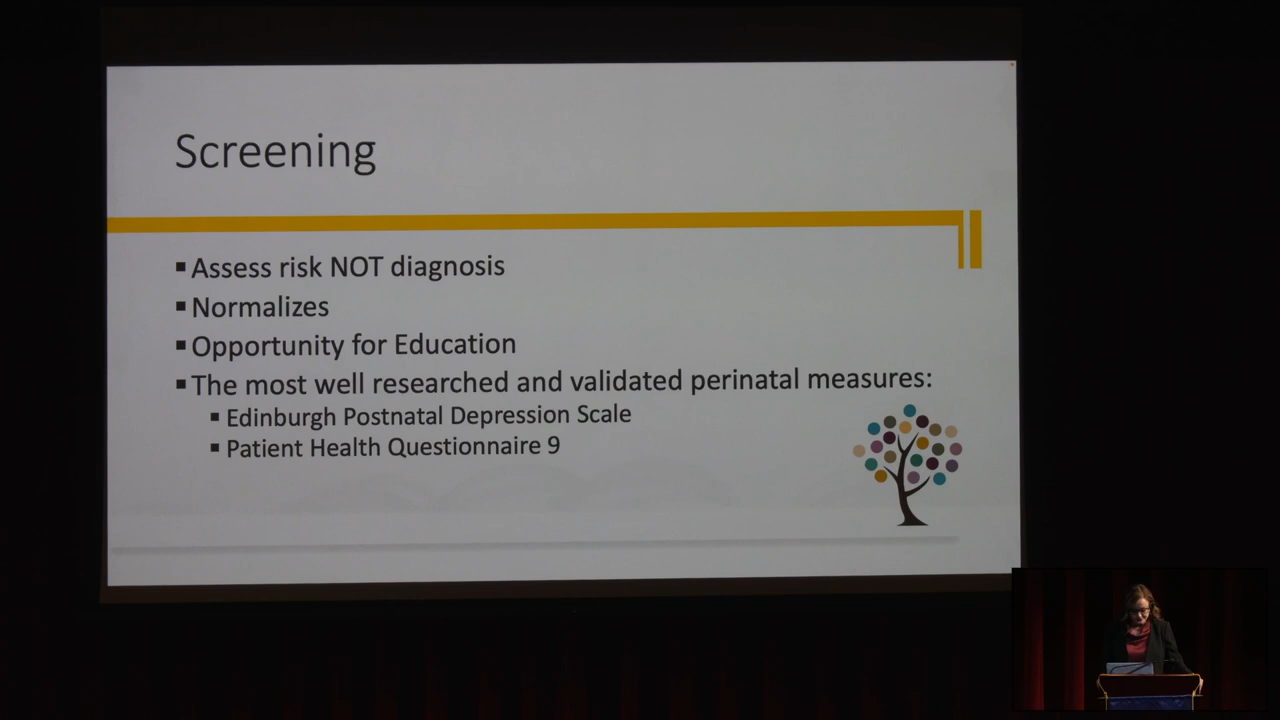 Screening
▪ Assess risk NOT diagnosis
▪ Normalizes
▪ Opportunity for Education
▪ The most well researched and validated perinatal measures:
▪ Edinburgh Postnatal Depression Scale
▪ Patient Health Questionnaire 9